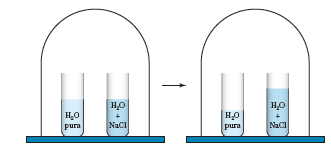 H₂O
pura
H₂O
+
NaCl
H₂O
pura
H₂O
+
NaCl